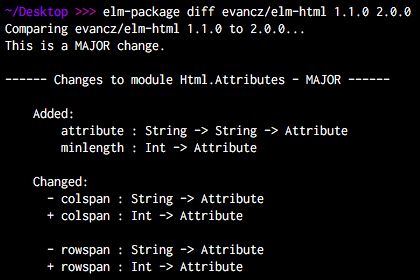 ~/Desktop >>> elm-package diff evancz/elm-html 1.1.0 2.0.0
Comparing evancz/elm-html 1.1.0 to 2.0.0...
This is a MAJOR change.
------ Changes to module Html.Attributes - MAJOR ------
Added:
attribute : String -> String -> Attribute
minlength : Int -> Attribute
Changed:
- colspan : String -> Attribute
+ colspan : Int -> Attribute
- rowspan : String -> Attribute
+ rowspan : Int -> Attribute